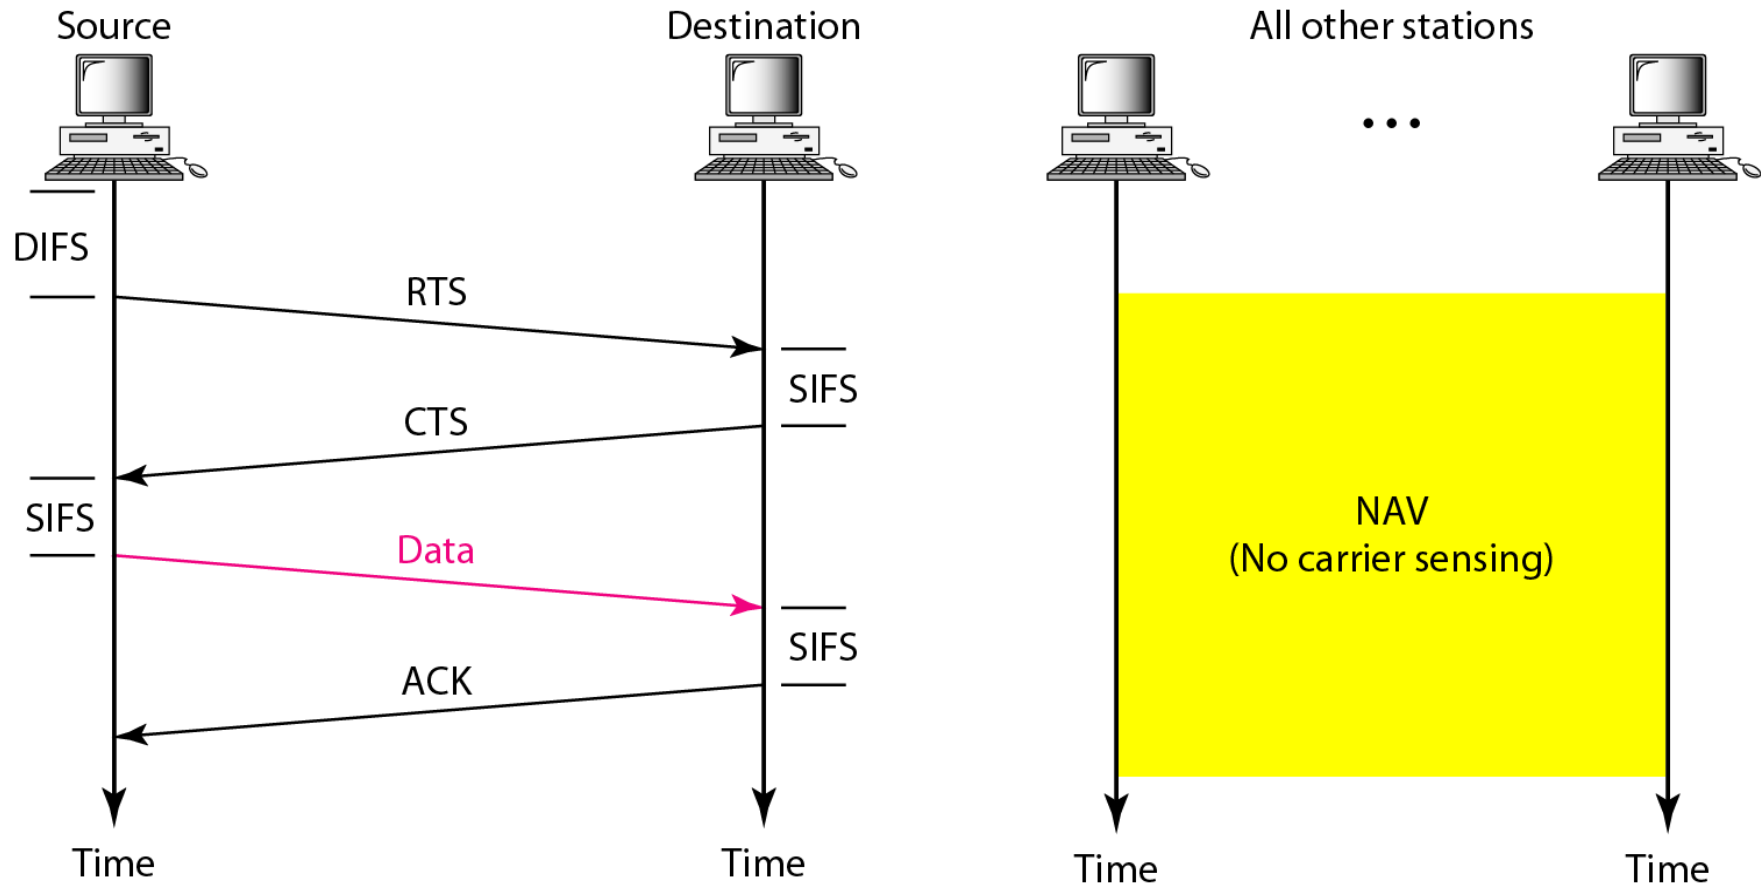 Source
Destination
All other stations
DIFS
RTS
SIFS
CTS
SIFS
Data
SIFS
ACK
NAV
(No carrier sensing)
Time
Time
Time
Time